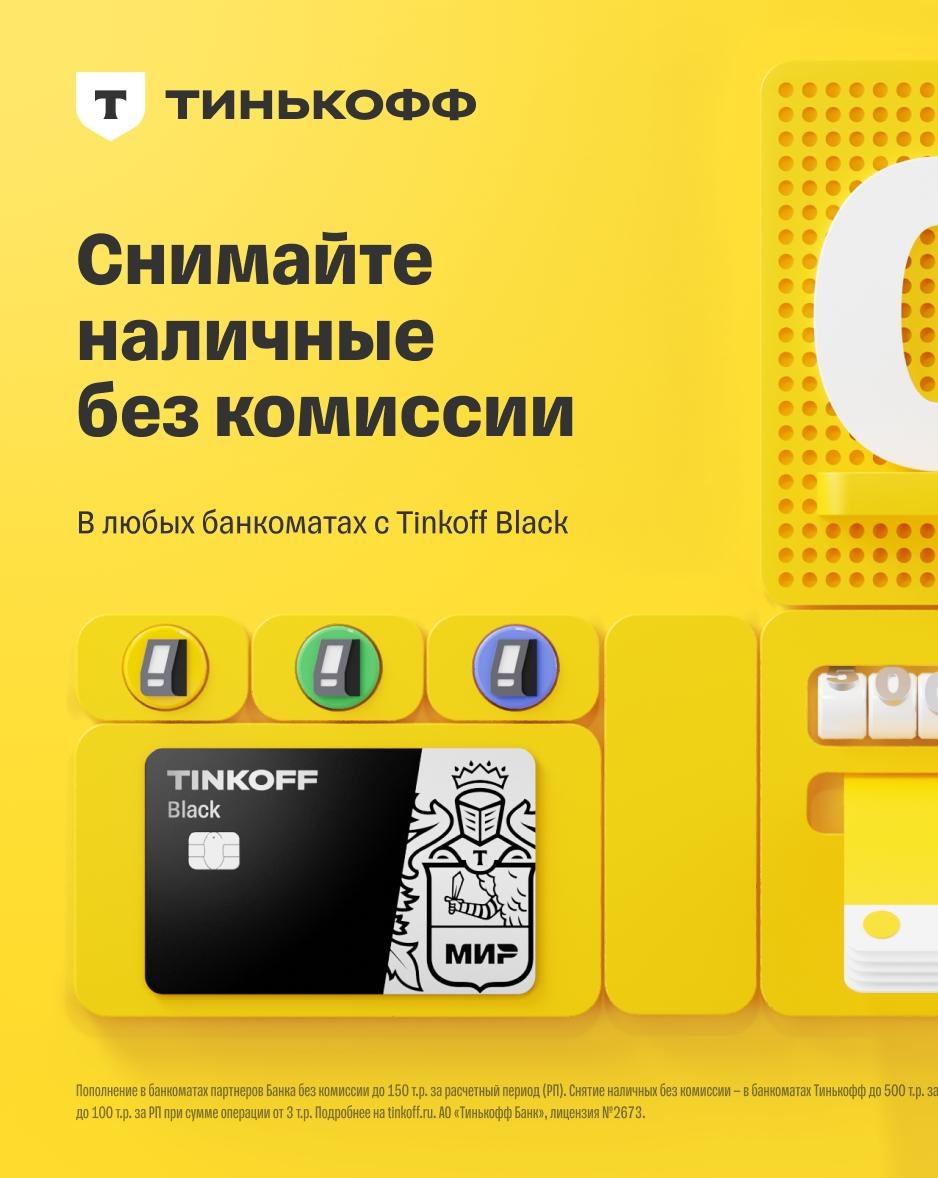 Т ТИНЬКОФФ
Снимайте
наличные
без комиссии
В любых банкоматах с Tinkoff Black
500
TINKOFF
Black
Т
МИР
Пополнение в банкоматах партнеров Банка без комиссии до 150 т.р. за расчетный период (РП). Снятие наличных без комиссии – в банкоматах Тинькофф до 500 т.р. за
до 100 т.р. за РП при сумме операции от 3 т.р. Подробнее на tinkoff.ru. АО «Тинькофф Банк», лицензия №2673.